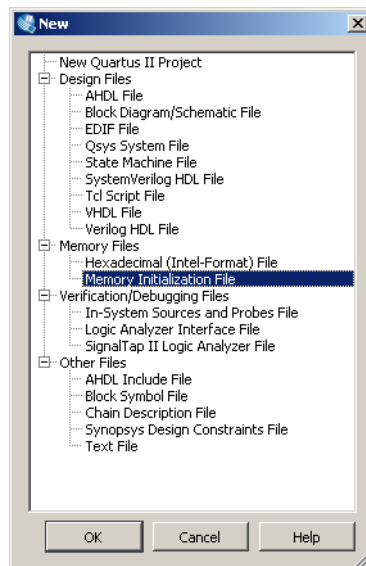 New
New Quartus II Project
Design Files
AHDL File
Block Diagram/Schematic File
EDIF File
Qsys System File
State Machine File
SystemVerilog HDL File
Tcl Script File
VHDL File
Verilog HDL File
Memory Files
Hexadecimal (Intel-Format) File
Memory Initialization File
Verification/Debugging Files
In-System Sources and Probes File
Logic Analyzer Interface File
SignalTap II Logic Analyzer File
Other Files
AHDL Include File
Block Symbol File
Chain Description File
Synopsys Design Constraints File
Text File
OK Cancel Help